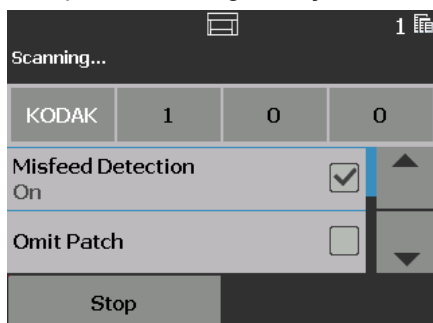 1
Scanning...
KODAK 1 0 0
Misfeed Detection
On
Omit Patch
Stop